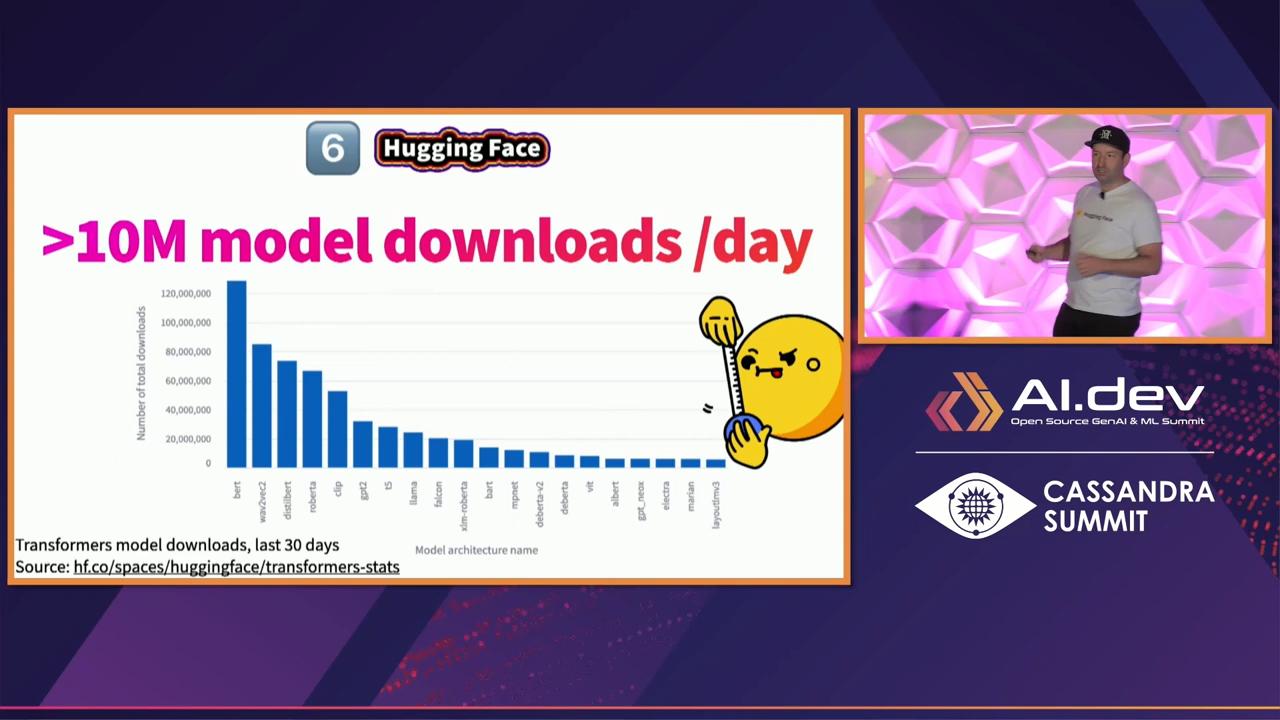 6 Hugging Face
>10M model downloads /day
Number of total downloads
120,000,000
100,000,000
80,000,000
60,000,000
40,000,000
20,000,000
0
bert
wav2vec2
distilbert
roberta
clip
gpt2
t5
llama
falcon
xlm-roberta
bart
mpnet
deberta-v2
deberta
vit
albert
gpt_neox
electra
marian
layoutlmv3
Model architecture name
Transformers model downloads, last 30 days
Source: hf.co/spaces/huggingface/transformers-stats
Hugging Face
AI.dev
Open Source GenAI & ML Summit
CASSANDRA
SUMMIT